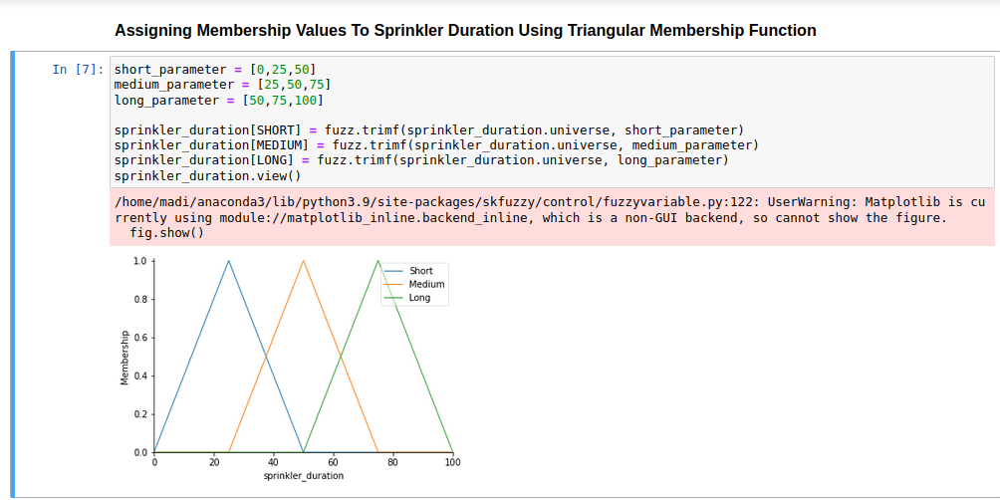 Assigning Membership Values To Sprinkler Duration Using Triangular Membership Function
In [7]:
short_parameter = [0,25,50]
medium_parameter = [25,50,75]
long_parameter = [50,75,100]
sprinkler_duration[SHORT] = fuzz.trimf(sprinkler_duration.universe, short_parameter)
sprinkler_duration[MEDIUM] = fuzz.trimf(sprinkler_duration.universe, medium_parameter)
sprinkler_duration[LONG] = fuzz.trimf(sprinkler_duration.universe, long_parameter)
sprinkler_duration.view()
/home/madi/anaconda3/lib/python3.9/site-packages/skfuzzy/control/fuzzyvariable.py:122: UserWarning: Matplotlib is cu
rrently using module://matplotlib_inline.backend_inline, which is a non-GUI backend, so cannot show the figure.
fig.show()
1.0
0.8
0.6
0.4
0.2
0.0
Membership
Short
Medium
Long
0 20 40 60 80 100
sprinkler_duration